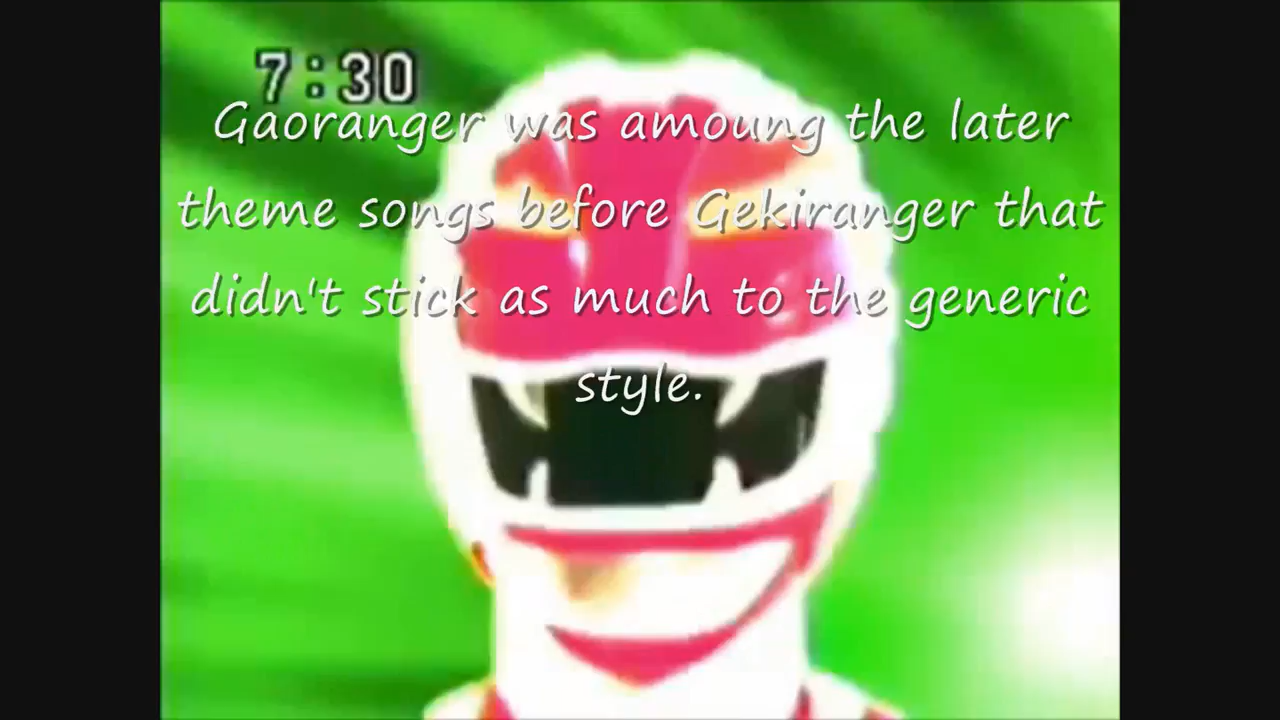 7:30
Gaoranger was amoung the later
theme songs before Gekiranger that
didn't stick as much to the generic
style.